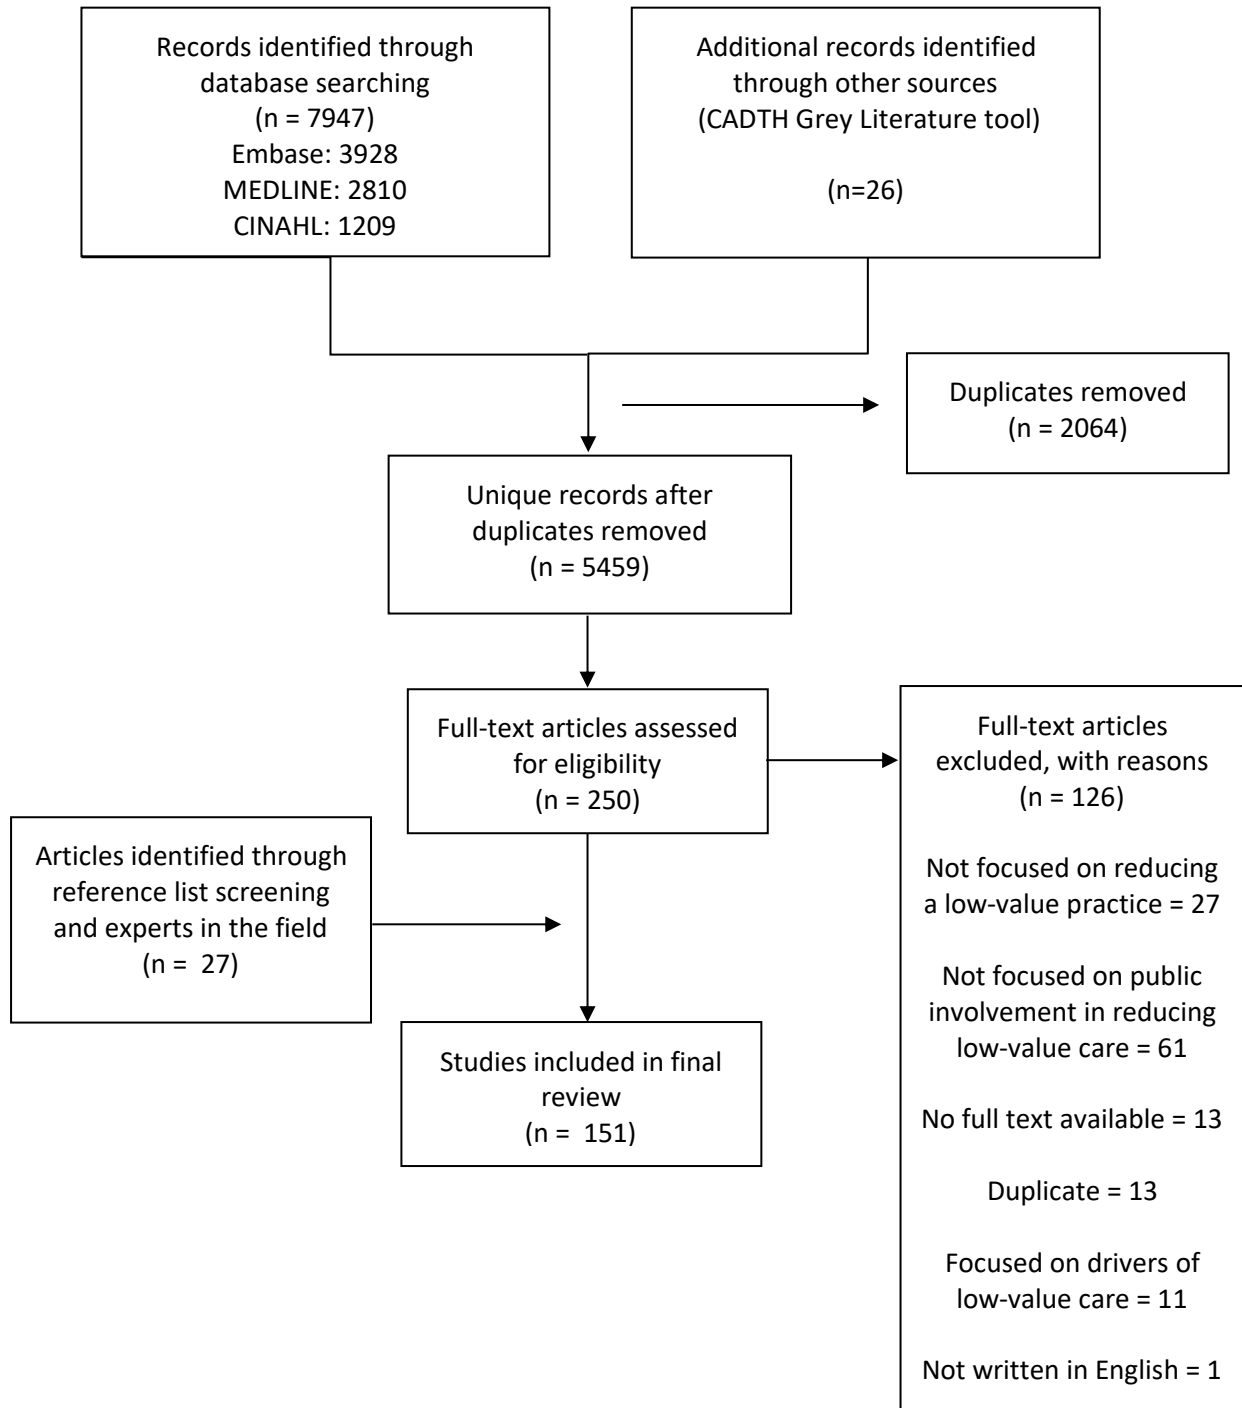 Records identified through
database searching
(n = 7947)
Embase: 3928
MEDLINE: 2810
CINAHL: 1209
Additional records identified
through other sources
(CADTH Grey Literature tool)
(n=26)
Duplicates removed
(n = 2064)
Unique records after
duplicates removed
(n = 5459)
Full-text articles assessed
for eligibility
(n = 250)
Full-text articles
excluded, with reasons
(n = 126)
Not focused on reducing
a low-value practice = 27
Not focused on public
involvement in reducing
low-value care = 61
No full text available = 13
Duplicate = 13
Focused on drivers of
low-value care = 11
Not written in English = 1
Articles identified through
reference list screening
and experts in the field
(n =  27)
Studies included in final
review
(n =  151)